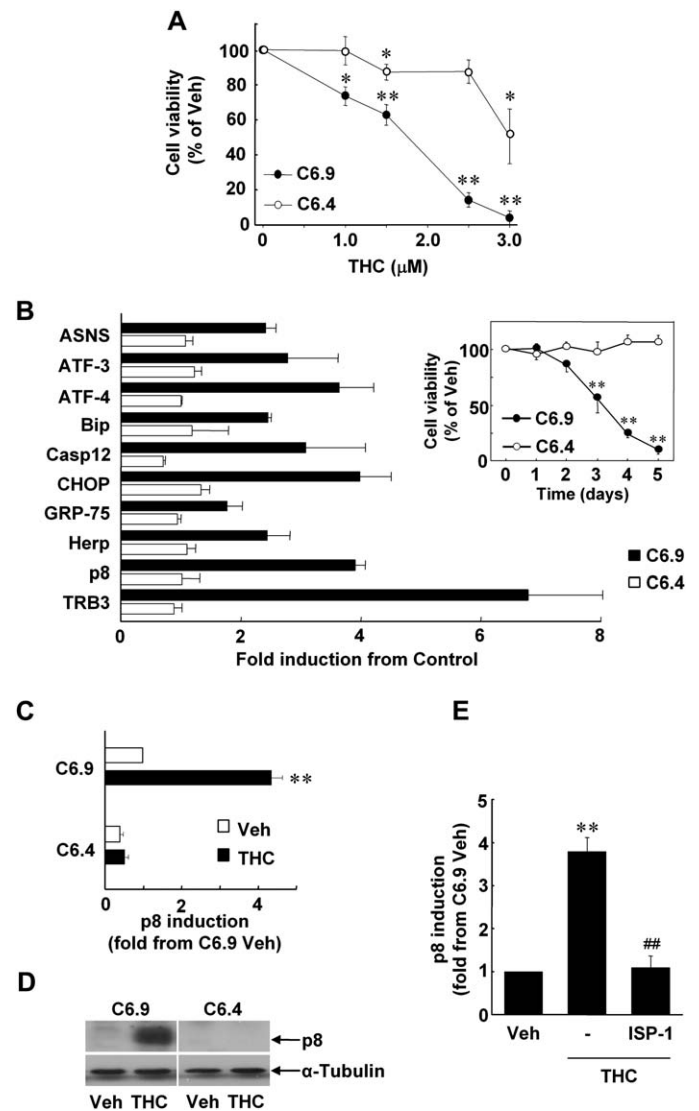 A
Cell viability
(% of Veh)
100
80
60
40
20
0
*
*
**
*
**
**
C6.9
C6.4
0
1.0
2.0
3.0
THC (μM)
B
ASNS
ATF-3
ATF-4
Bip
Casp12
CHOP
GRP-75
Herp
p8
TRB3
0
2
4
6
8
Fold induction from Control
Cell viability
(% of Veh)
100
50
25
0
**
**
**
C6.9
C6.4
0
1
2
3
4
5
Time (days)
C6.9
C6.4
C
C6.9
**
C6.4
Veh
THC
0
2
4
p8 induction
(fold from C6.9 Veh)
D
C6.9
C6.4
p8
α-Tubulin
Veh THC
Veh THC
E
p8 induction
(fold from C6.9 Veh)
5
4
2
1
0
**
##
Veh
-
ISP-1
THC